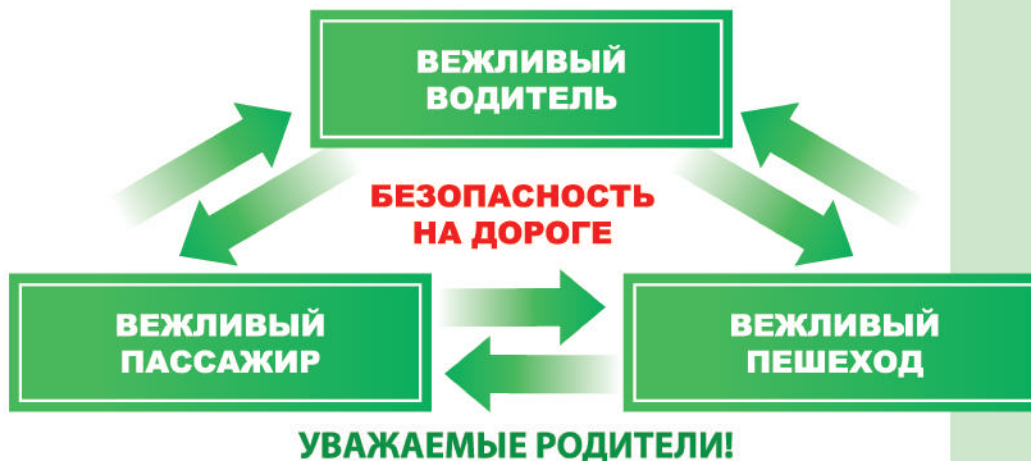 ВЕЖЛИВЫЙ
ВОДИТЕЛЬ
БЕЗОПАСНОСТЬ
НА ДОРОГЕ
ВЕЖЛИВЫЙ
ПАССАЖИР
ВЕЖЛИВЫЙ
ПЕШЕХОД
УВАЖАЕМЫЕ РОДИТЕЛИ!